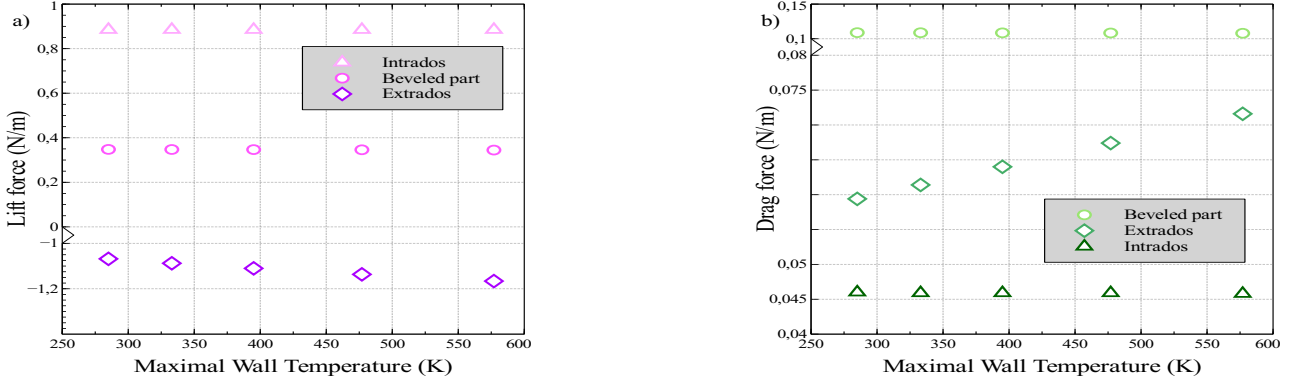 a)
Lift force (N/m)
1
0,8
0,6
0,4
0,2
0
−1
−1,2
Intrados
Beveled part
Extrados
250 300 350 400 450 500 550 600
Maximal Wall Temperature (K)
b)
Drag force (N/m)
0,15
0,1
0,08
0,075
0,05
0,045
0,04
Beveled part
Extrados
Intrados
250 300 350 400 450 500 550 600
Maximal Wall Temperature (K)